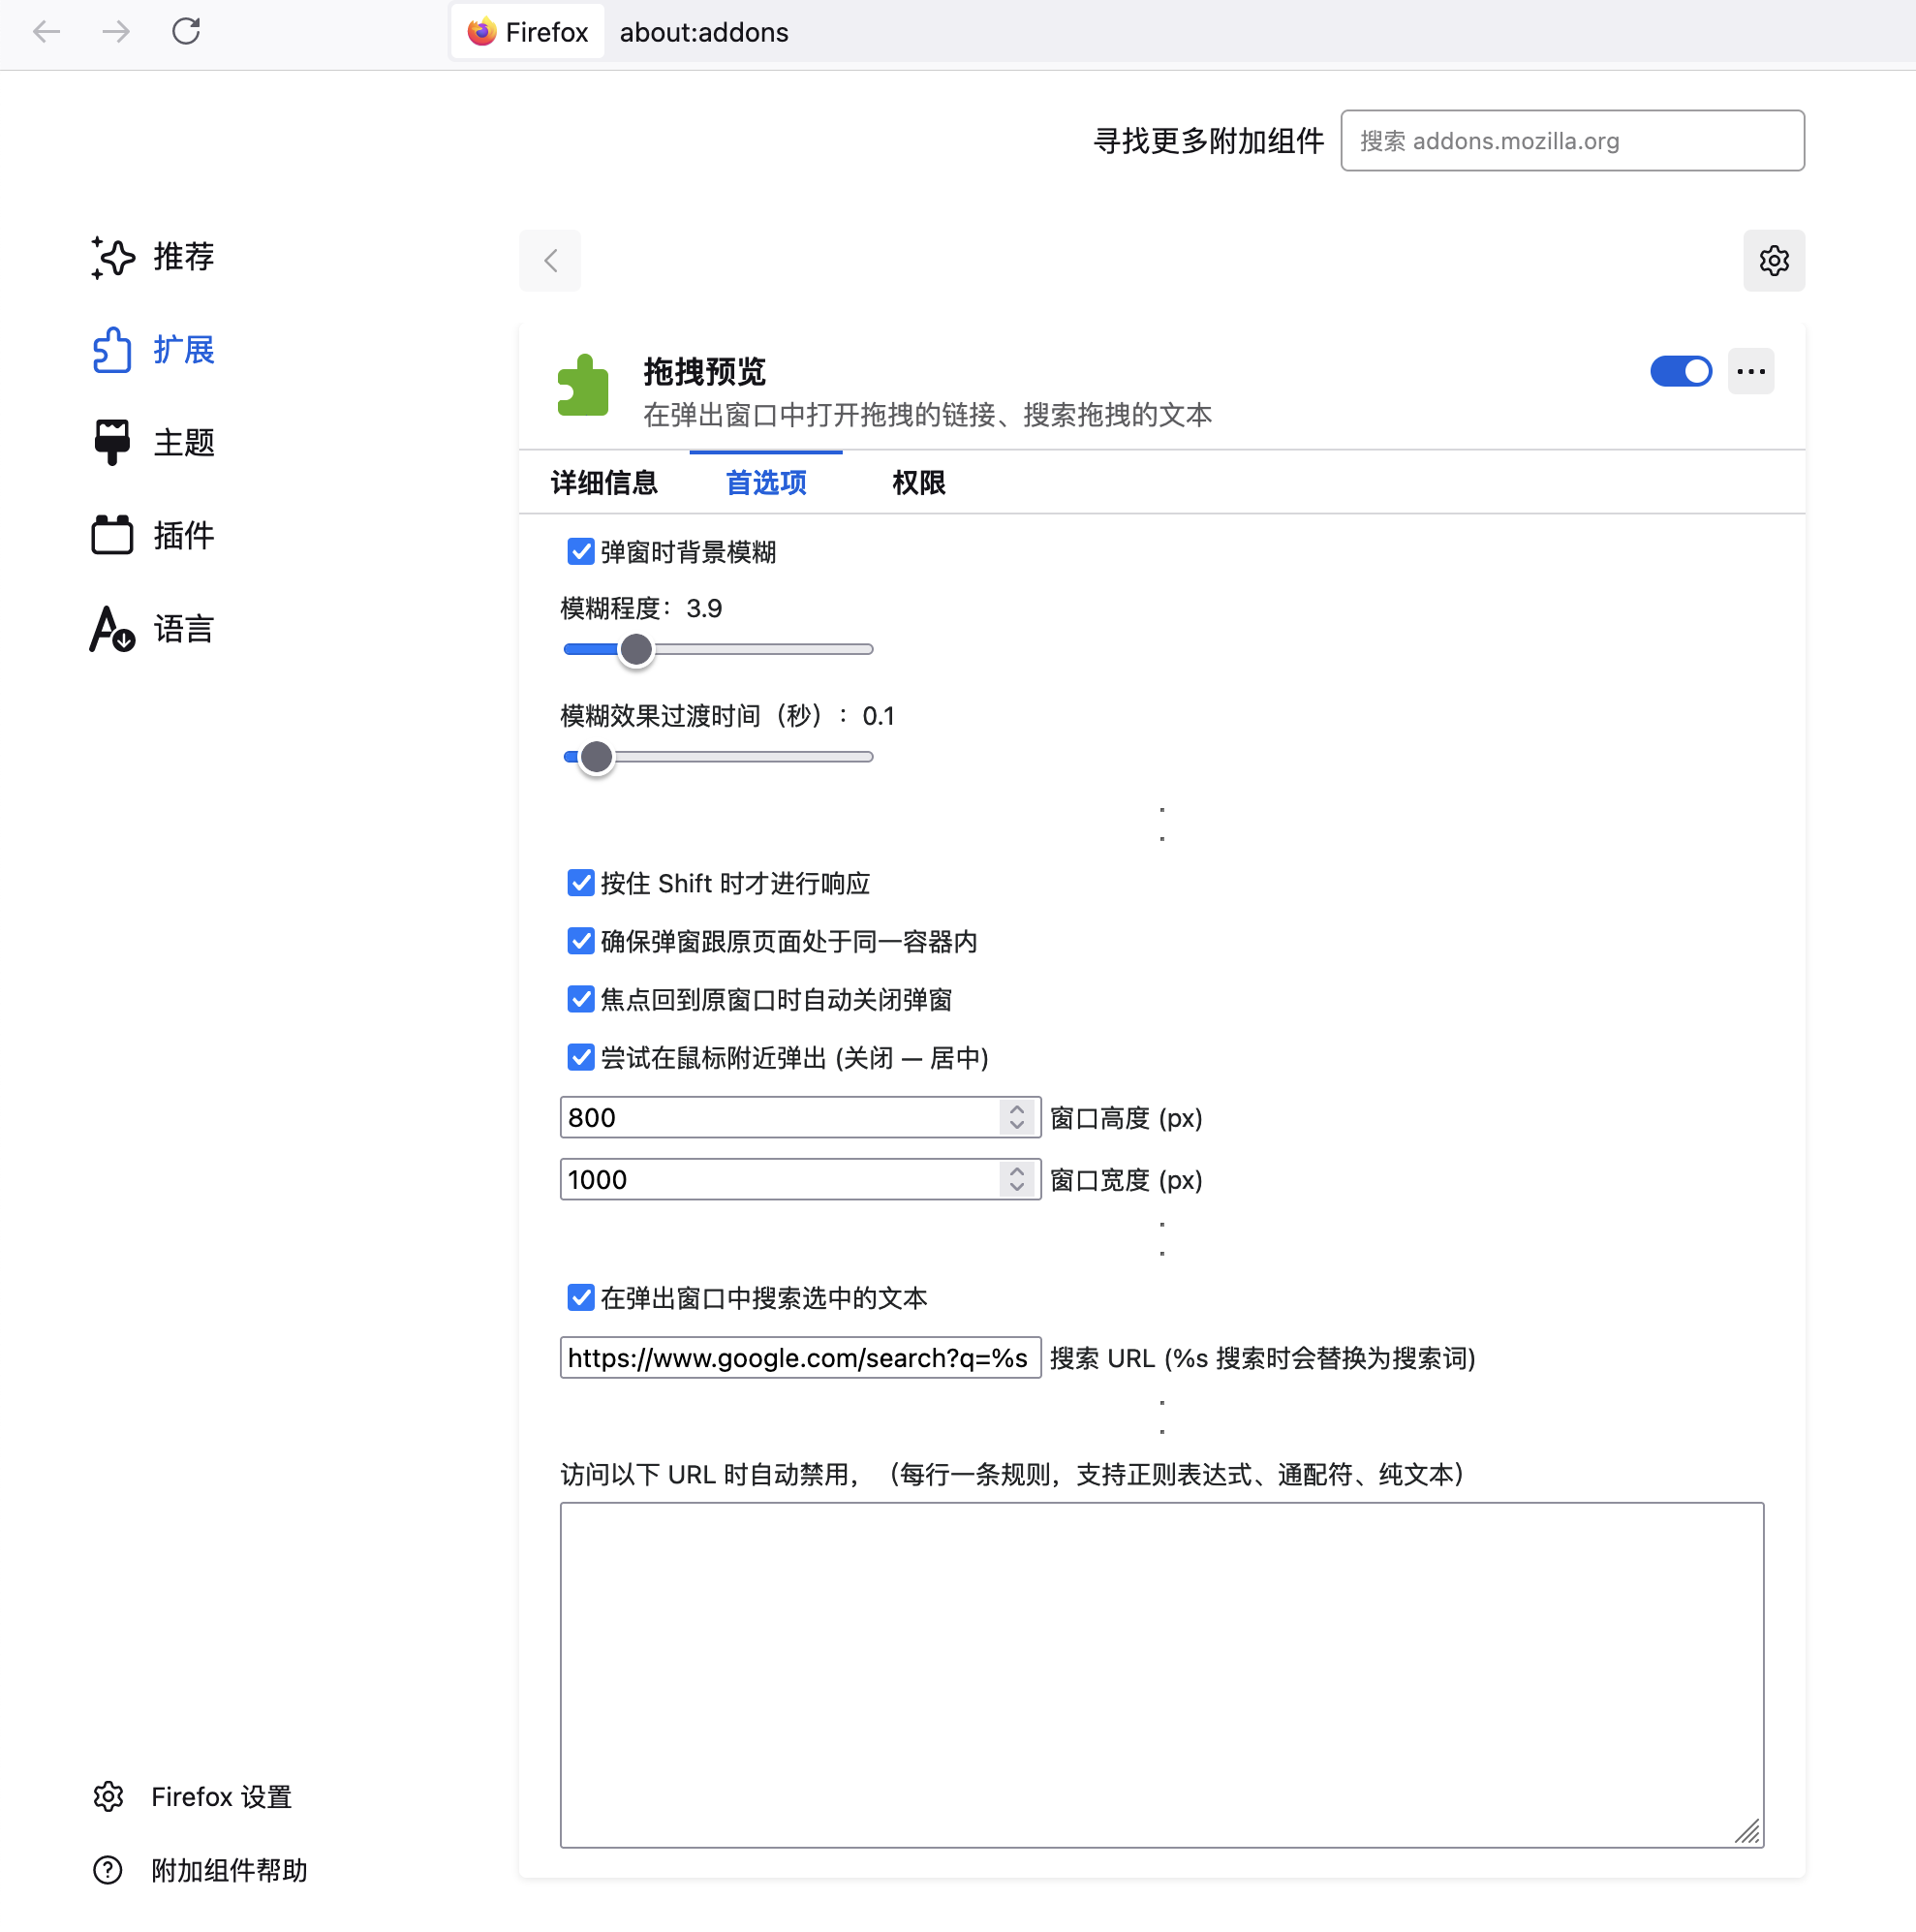 Firefox about:addons
寻找更多附加组件 搜索 addons.mozilla.org
推荐
扩展
主题
插件
语言
拖拽预览
在弹出窗口中打开拖拽的链接、搜索拖拽的文本
详细信息 首选项 权限
弹窗时背景模糊
模糊程度：3.9
模糊效果过渡时间（秒）：0.1
按住 Shift 时才进行响应
确保弹窗跟原页面处于同一容器内
焦点回到原窗口时自动关闭弹窗
尝试在鼠标附近弹出 (关闭 — 居中)
800 窗口高度 (px)
1000 窗口宽度 (px)
在弹出窗口中搜索选中的文本
https://www.google.com/search?q=%s 搜索 URL (%s 搜索时会替换为搜索词)
访问以下 URL 时自动禁用，（每行一条规则，支持正则表达式、通配符、纯文本）
Firefox 设置
附加组件帮助